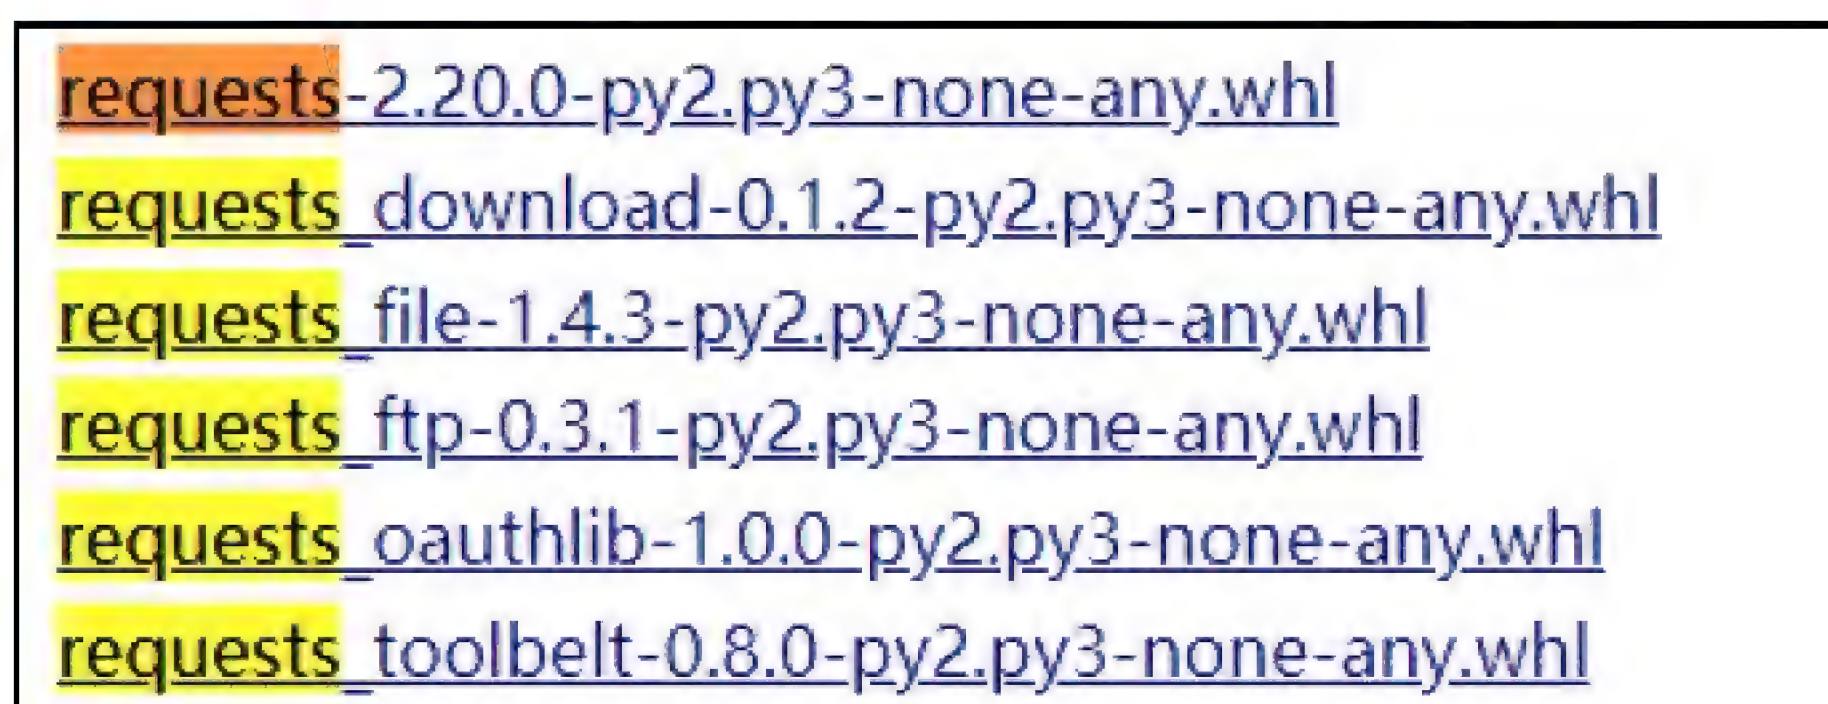 requests-2.20.0-py2.py3-none-any.whl
requests_download-0.1.2-py2.py3-none-any.whl
requests_file-1.4.3-py2.py3-none-any.whl
requests_ftp-0.3.1-py2.py3-none-any.whl
requests_oauthlib-1.0.0-py2.py3-none-any.whl
requests_toolbelt-0.8.0-py2.py3-none-any.whl